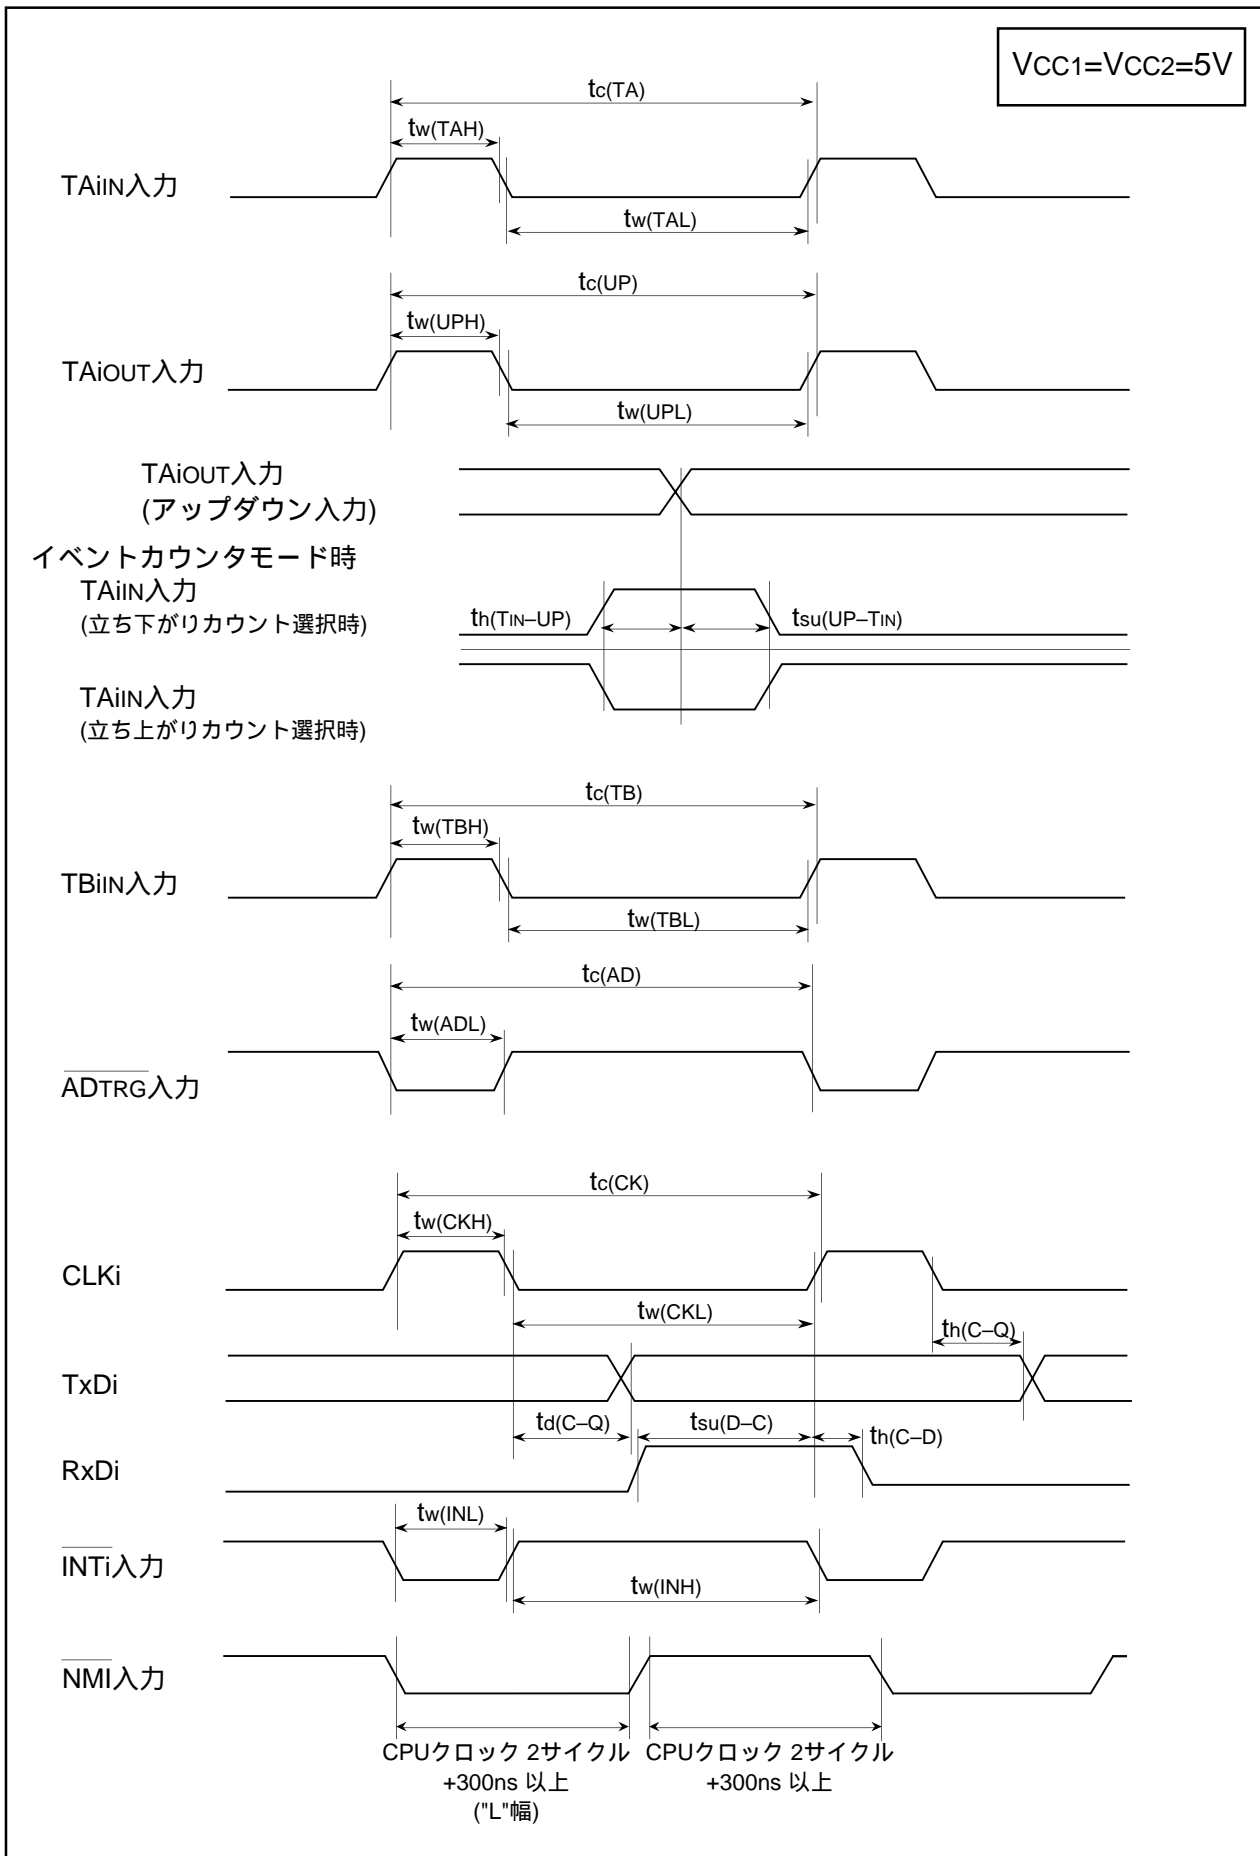 VCC1=VCC2=5V
tc(TA)
tw(TAH)
TAiIN入力
tw(TAL)
tc(UP)
tw(UPH)
TAiOUT入力
tw(UPL)
TAiOUT入力
(アップダウン入力)
イベントカウンタモード時
TAiIN入力
(立ち下がりカウント選択時)
th(TIN–UP)
tsu(UP–TIN)
TAiIN入力
(立ち上がりカウント選択時)
tc(TB)
tw(TBH)
TBiIN入力
tw(TBL)
tc(AD)
tw(ADL)
ADTRG入力
tc(CK)
tw(CKH)
CLKi
tw(CKL)
th(C–Q)
TxDi
td(C–Q)
tsu(D–C)
th(C–D)
RxDi
tw(INL)
INTi入力
tw(INH)
NMI入力
CPUクロック 2サイクル
+300ns 以上
("L"幅)
CPUクロック 2サイクル
+300ns 以上